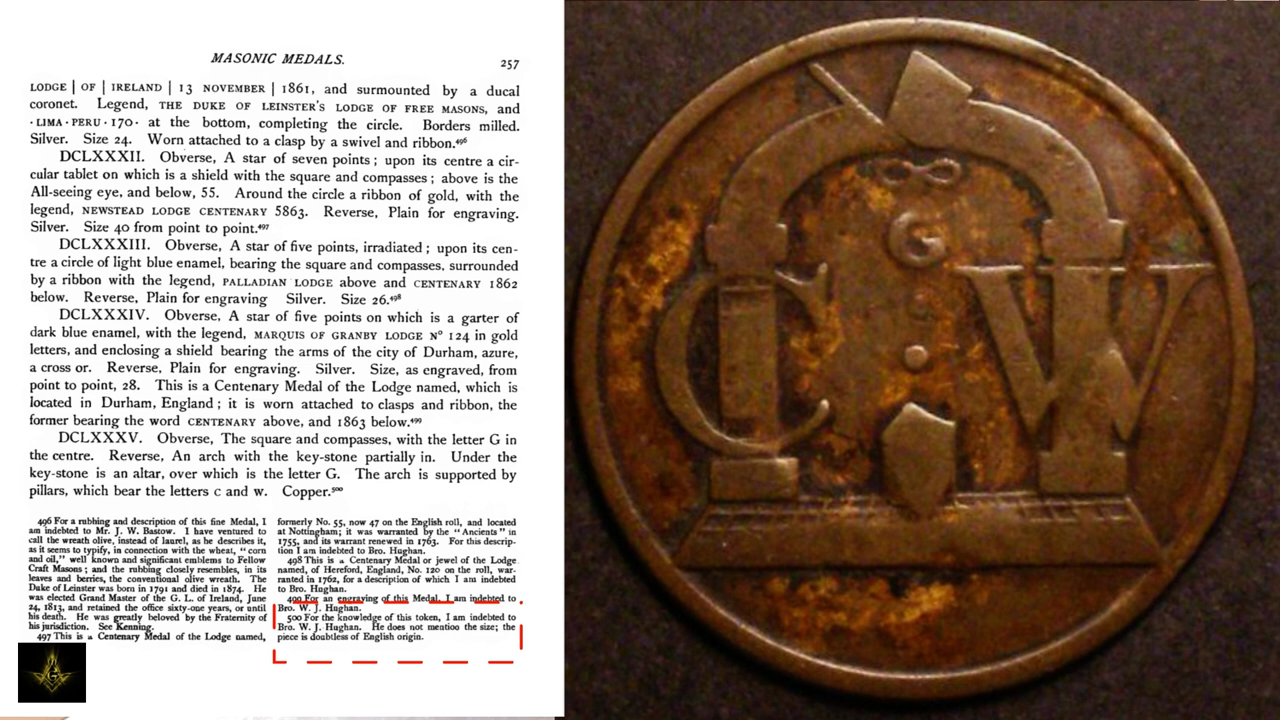 MASONIC MEDALS.
257
LODGE | OF | IRELAND | 13 NOVEMBER | 1861, and surmounted by a ducal
coronet. Legend, THE DUKE OF LEINSTER'S LODGE OF FREE MASONS, and
· LIMA · PERU · 170 · at the bottom, completing the circle. Borders milled.
Silver. Size 24. Worn attached to a clasp by a swivel and ribbon.⁴⁹⁶
DCLXXXII. Obverse, A star of seven points ; upon its centre a cir-
cular tablet on which is a shield with the square and compasses ; above is the
All-seeing eye, and below, 55. Around the circle a ribbon of gold, with the
legend, NEWSTEAD LODGE CENTENARY 5863. Reverse, Plain for engraving.
Silver. Size 40 from point to point.⁴⁹⁷
DCLXXXIII. Obverse, A star of five points, irradiated ; upon its cen-
tre a circle of light blue enamel, bearing the square and compasses, surrounded
by a ribbon with the legend, PALLADIAN LODGE above and CENTENARY 1862
below. Reverse, Plain for engraving Silver. Size 26.⁴⁹⁸
DCLXXXIV. Obverse, A star of five points on which is a garter of
dark blue enamel, with the legend, MARQUIS OF GRANBY LODGE Nº 124 in gold
letters, and enclosing a shield bearing the arms of the city of Durham, azure,
a cross or. Reverse, Plain for engraving. Silver. Size, as engraved, from
point to point, 28. This is a Centenary Medal of the Lodge named, which is
located in Durham, England ; it is worn attached to clasps and ribbon, the
former bearing the word CENTENARY above, and 1863 below.⁴⁹⁹
DCLXXXV. Obverse, The square and compasses, with the letter G in
the centre. Reverse, An arch with the key-stone partially in. Under the
key-stone is an altar, over which is the letter G. The arch is supported by
pillars, which bear the letters C and W. Copper.⁵⁰⁰
496 For a rubbing and description of this fine Medal, I
am indebted to Mr. J. W. Bastow. I have ventured to
call the wreath olive, instead of laurel, as he describes it,
as it seems to typify, in connection with the wheat, "corn
and oil," well known and significant emblems to Fellow
Craft Masons ; and the rubbing closely resembles, in its
leaves and berries, the conventional olive wreath. The
Duke of Leinster was born in 1791 and died in 1874. He
was elected Grand Master of the G. L. of Ireland, June
24, 1813, and retained the office sixty-one years, or until
his death. He was greatly beloved by the Fraternity of
his jurisdiction. See Kenning.
497 This is a Centenary Medal of the Lodge named,
formerly No. 55, now 47 on the English roll, and located
at Nottingham; it was warranted by the "Ancients" in
1755, and its warrant renewed in 1763. For this descrip-
tion I am indebted to Bro. Hughan.
498 This is a Centenary Medal or jewel of the Lodge
named, of Hereford, England, No. 120 on the roll, war-
ranted in 1762, for a description of which I am indebted
to Bro. Hughan.
499 For an engraving of this Medal, I am indebted to
Bro. W. J. Hughan.
500 For the knowledge of this token, I am indebted to
Bro. W. J. Hughan. He does not mention the size; the
piece is doubtless of English origin.
G
G
C W